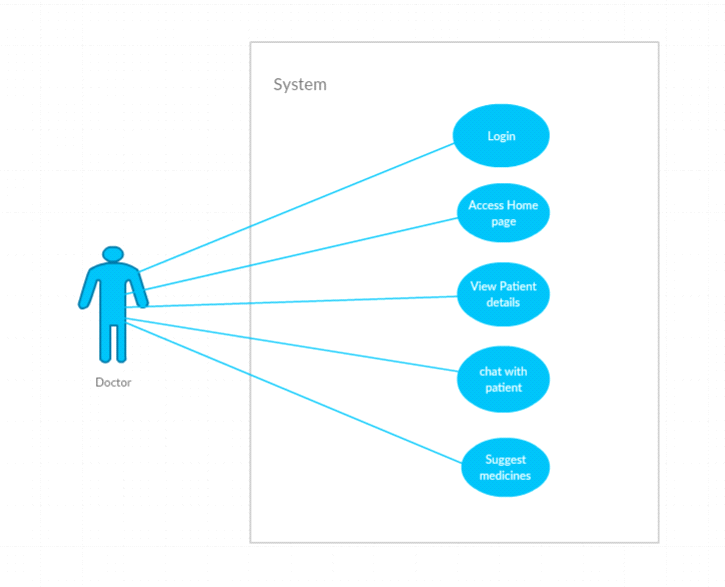 System
Login
Access Home
page
View Patient
details
chat with
patient
Suggest
medicines
Doctor